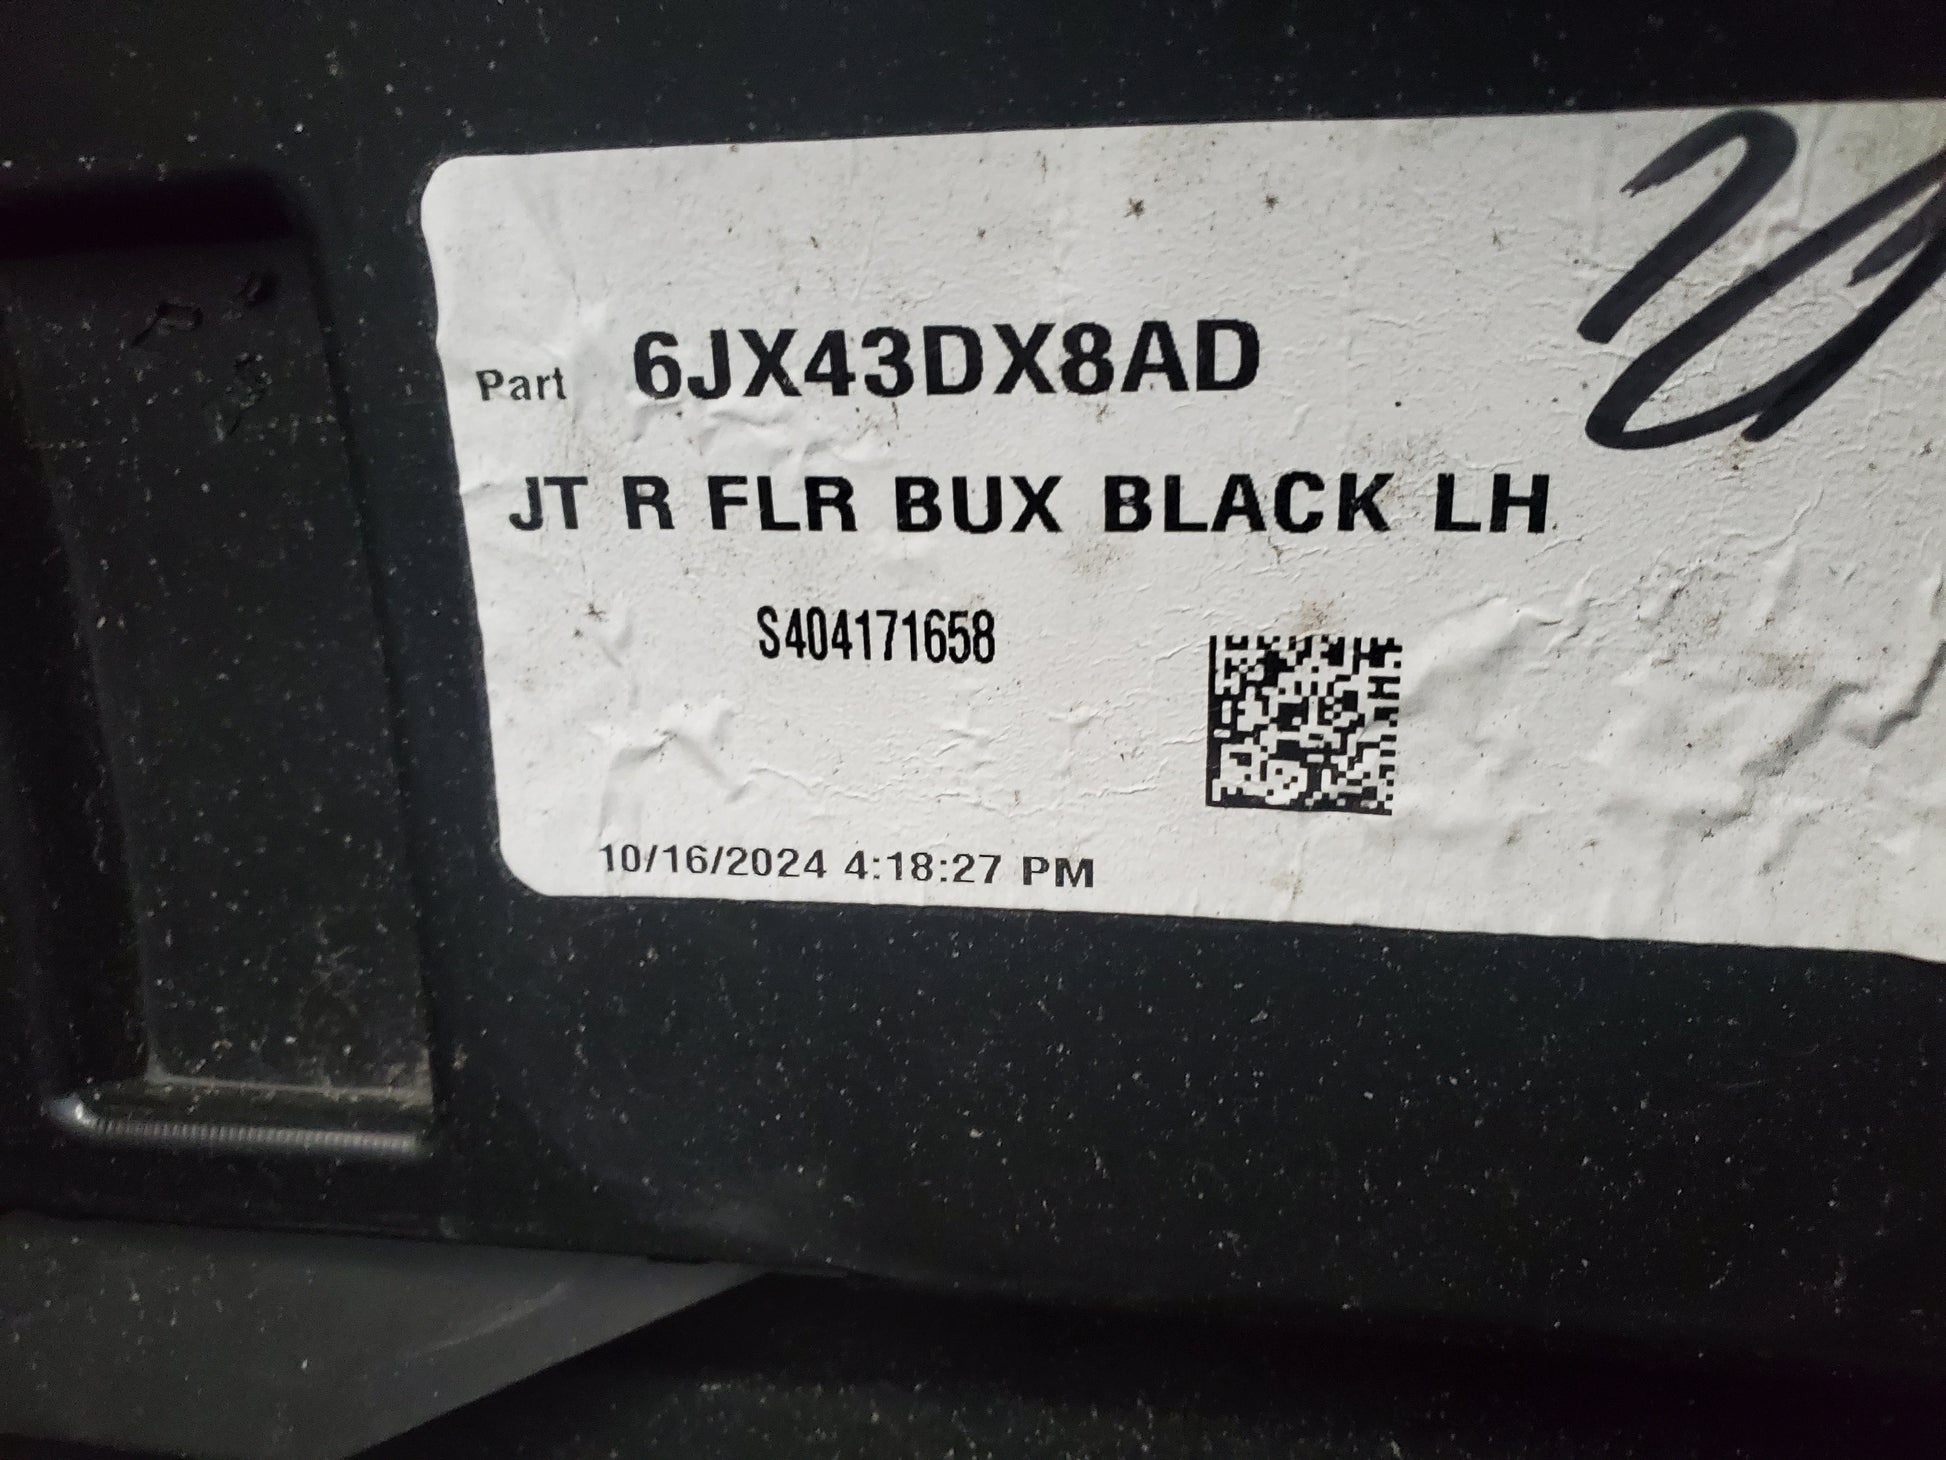 Part 6JX43DX8AD
JT R FLR BUX BLACK LH
S404171658
10/16/2024 4:18:27 PM